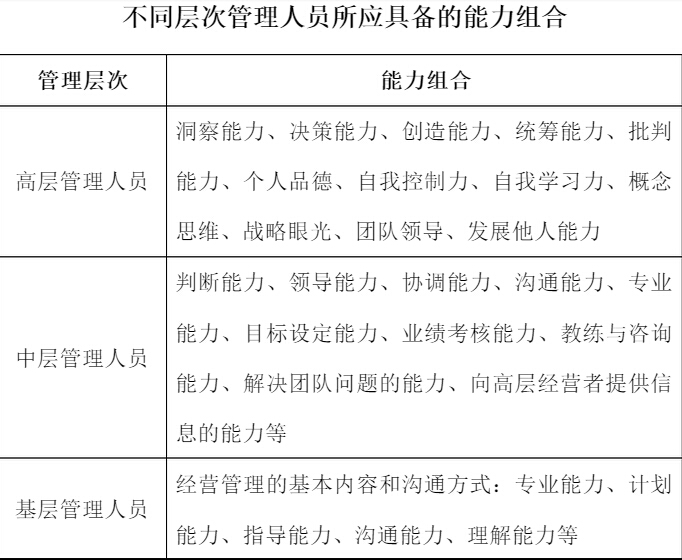 不同层次管理人员所应具备的能力组合
管理层次
能力组合
高层管理人员
洞察能力、决策能力、创造能力、统筹能力、批判
能力、个人品德、自我控制力、自我学习力、概念
思维、战略眼光、团队领导、发展他人能力
中层管理人员
判断能力、领导能力、协调能力、沟通能力、专业
能力、目标设定能力、业绩考核能力、教练与咨询
能力、解决团队问题的能力、向高层经营者提供信
息的能力等
基层管理人员
经营管理的基本内容和沟通方式：专业能力、计划
能力、指导能力、沟通能力、理解能力等